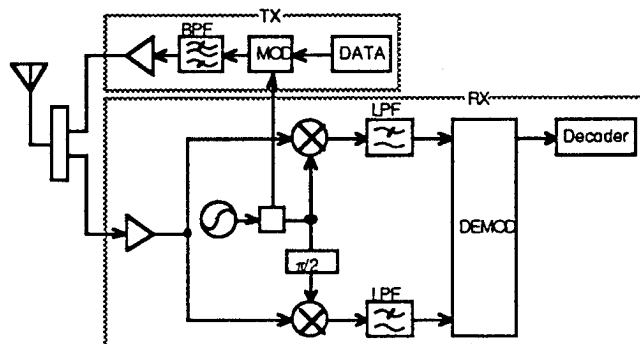 TX
BPF
MOD
DATA
RX
LPF
Decoder
DEMOD
π/2
LPF